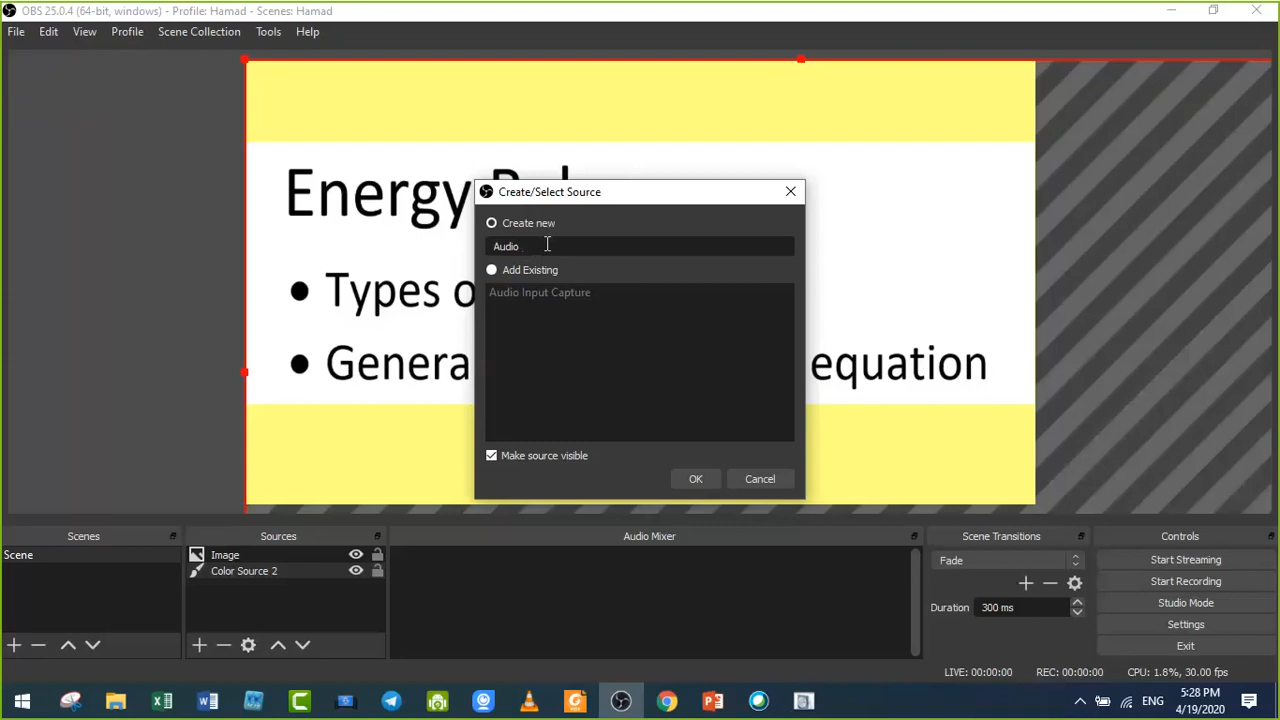 OBS 25.0.4 (64-bit, windows) - Profile: Hamad - Scenes: Hamad
File Edit View Profile Scene Collection Tools Help
Energy
Create/Select Source
Create new
Audio
Add Existing
Audio Input Capture
• Types
• equation
Make source visible
OK Cancel
Scenes Sources Audio Mixer Scene Transitions Controls
Scene
Image
Color Source 2
Fade
Duration 300 ms
Start Streaming
Start Recording
Studio Mode
Settings
Exit
LIVE: 00:00:00 REC: 00:00:00 CPU: 1.8%, 30.00 fps
ENG
5:28 PM
4/19/2020